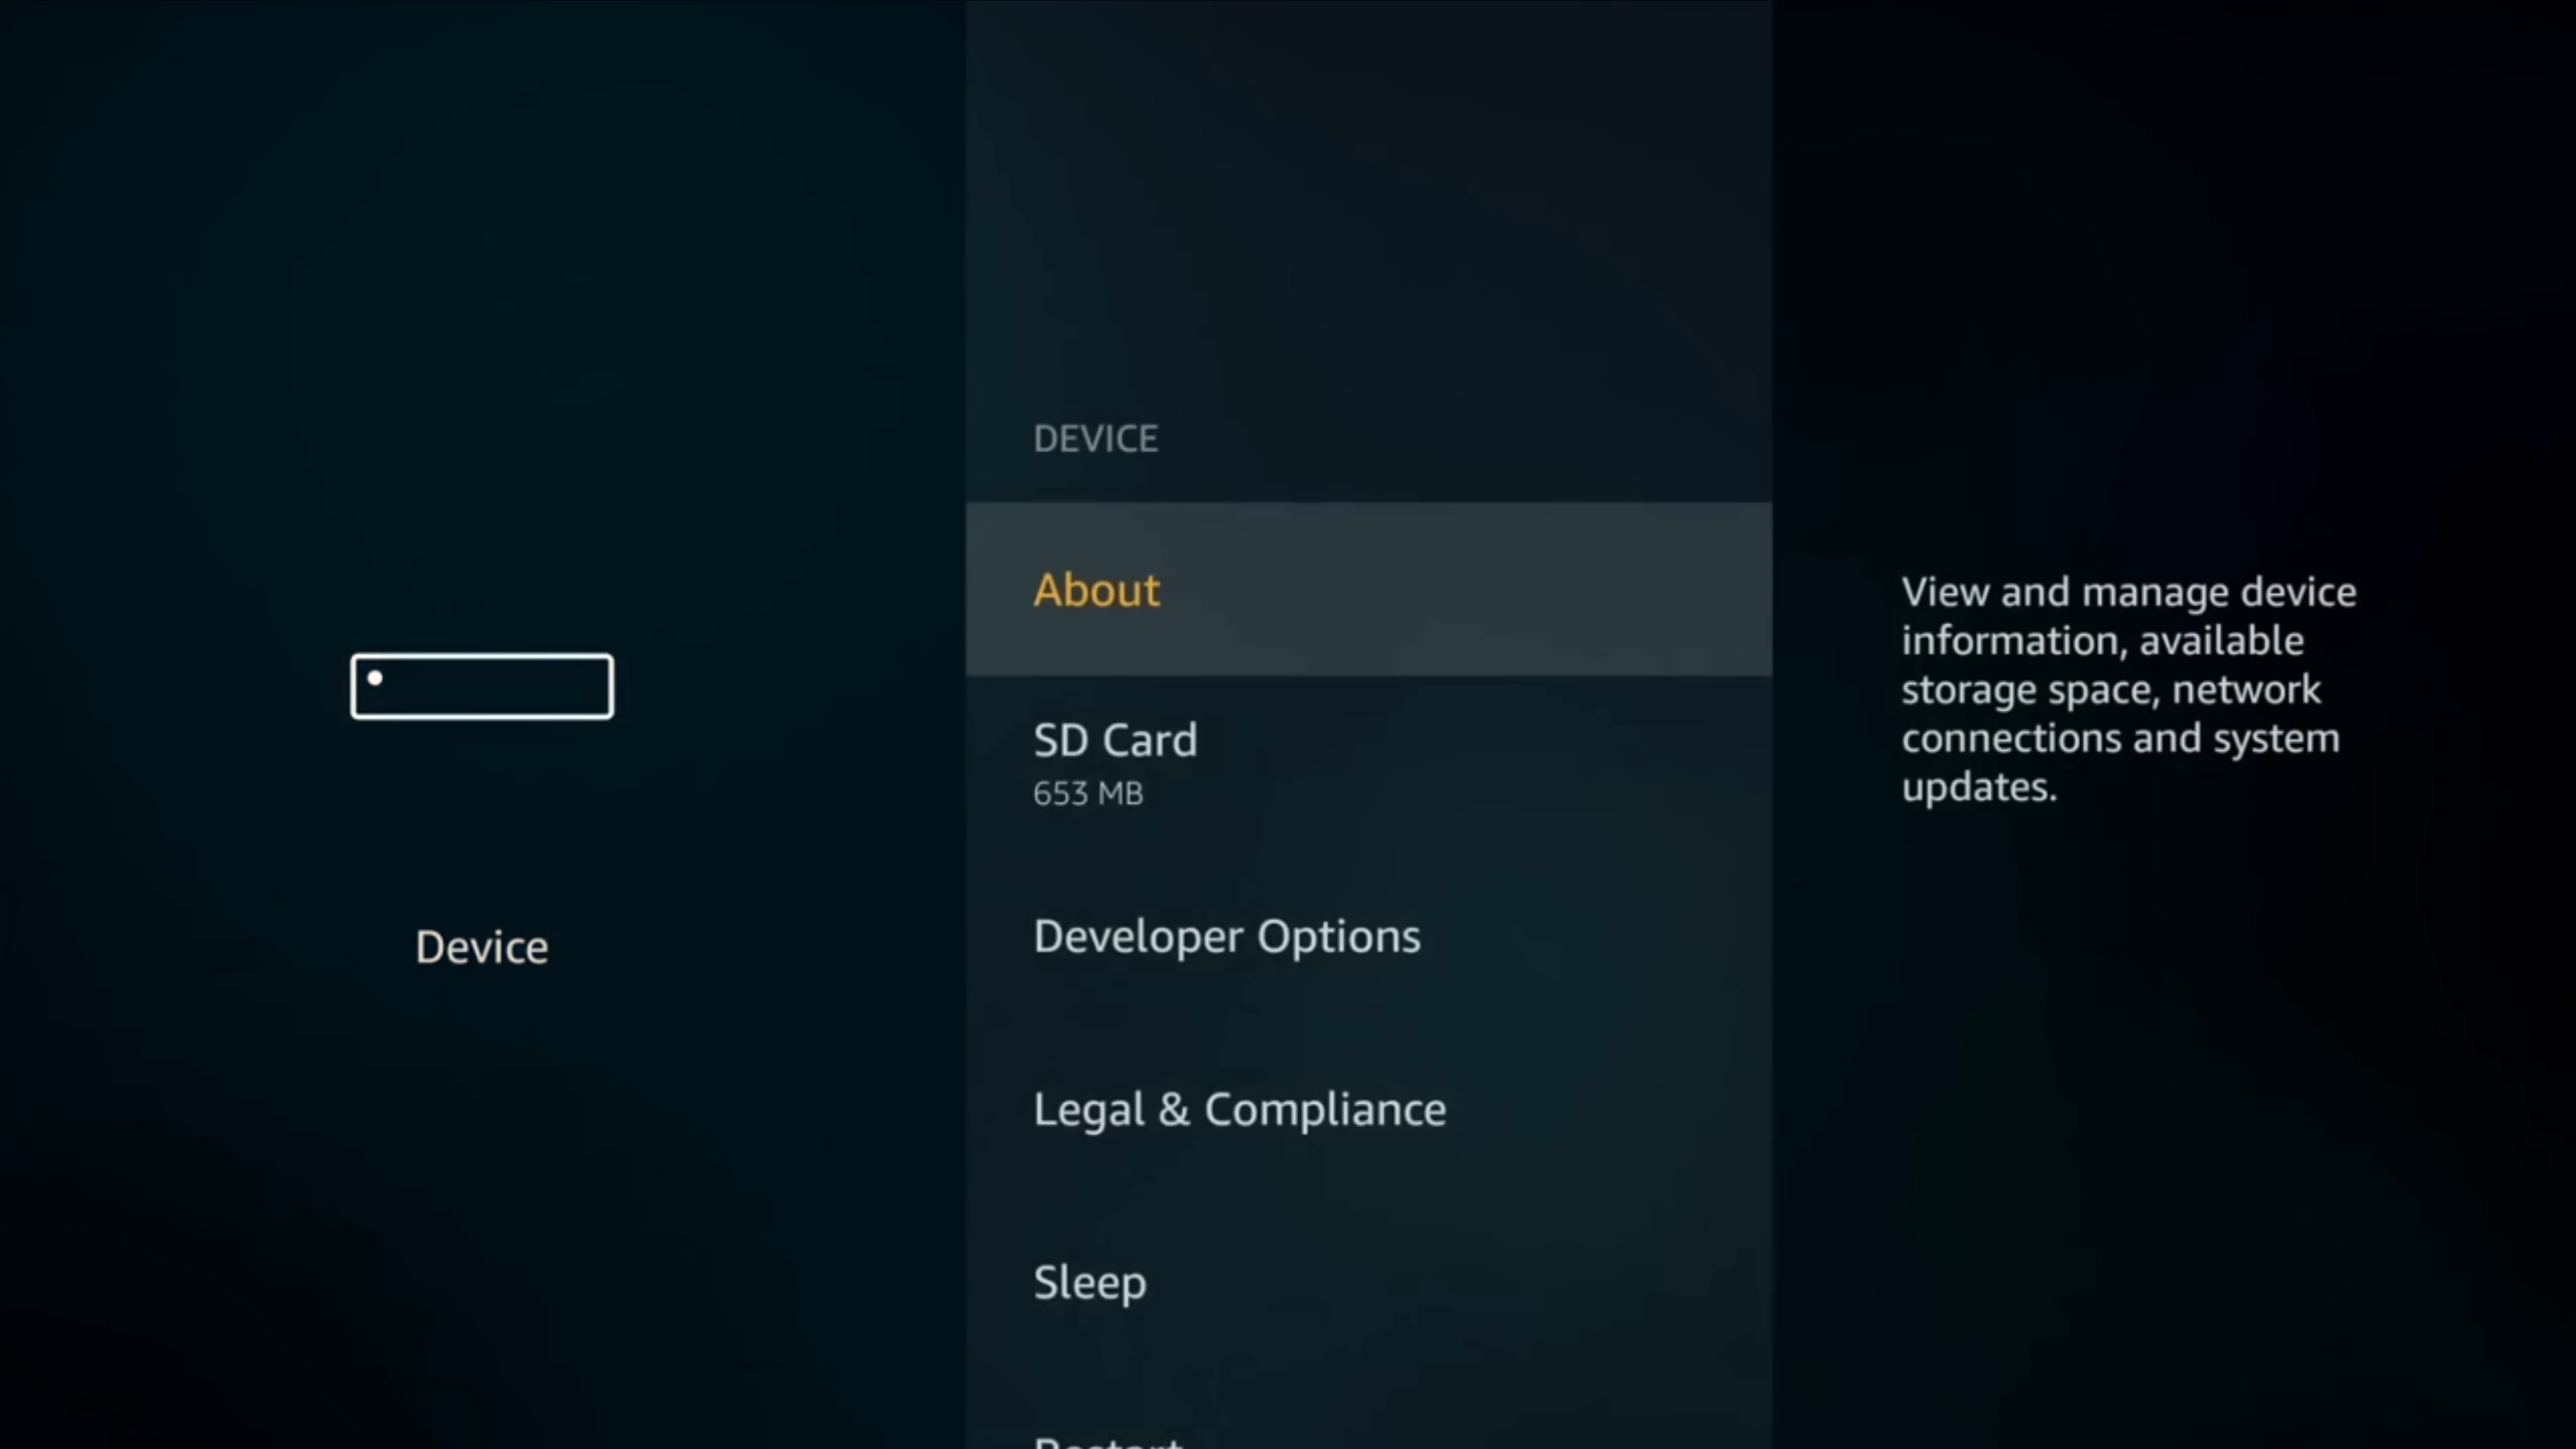 DEVICE
About
SD Card
653 MB
Developer Options
Legal & Compliance
Sleep
Restart
Device
View and manage device
information, available
storage space, network
connections and system
updates.